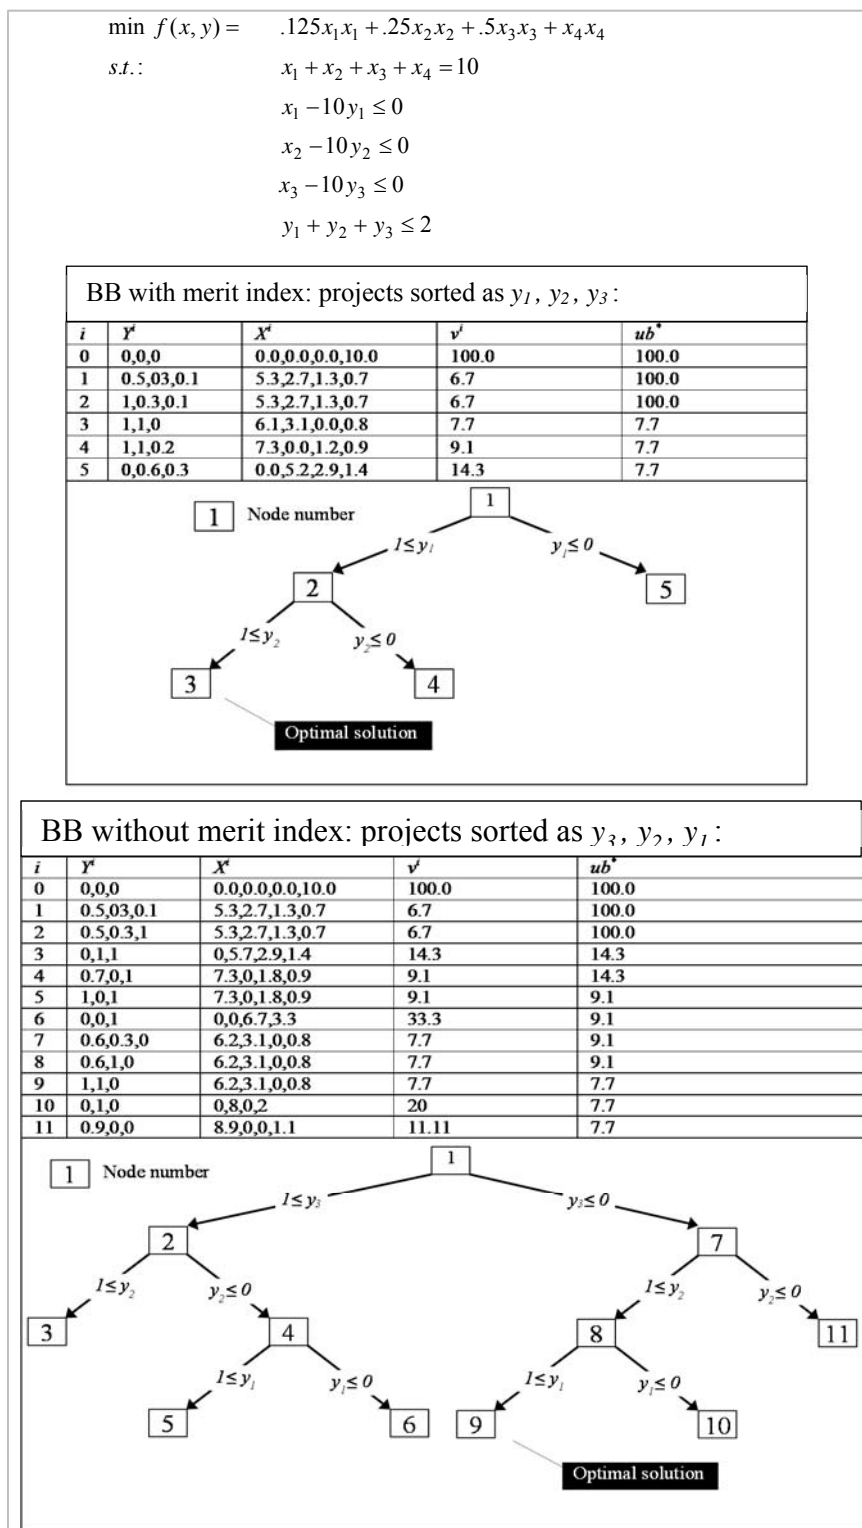 min f(x, y) = .125x₁x₁ + .25x₂x₂ + .5x₃x₃ + x₄x₄
s.t.: x₁ + x₂ + x₃ + x₄ = 10
x₁ − 10y₁ ≤ 0
x₂ − 10y₂ ≤ 0
x₃ − 10y₃ ≤ 0
y₁ + y₂ + y₃ ≤ 2
BB with merit index: projects sorted as y₁, y₂, y₃:
i Yⁱ Xⁱ vⁱ ub*
0 0,0,0 0.0,0.0,0.0,10.0 100.0 100.0
1 0.5,03,0.1 5.3,2.7,1.3,0.7 6.7 100.0
2 1,0.3,0.1 5.3,2.7,1.3,0.7 6.7 100.0
3 1,1,0 6.1,3.1,0.0,0.8 7.7 7.7
4 1,1,0.2 7.3,0.0,1.2,0.9 9.1 7.7
5 0,0.6,0.3 0.0,5.2,2.9,1.4 14.3 7.7
1 Node number 1
1≤y₁ y₁≤0
2 5
1≤y₂ y₂≤0
3 4
Optimal solution
BB without merit index: projects sorted as y₃, y₂, y₁:
i Yⁱ Xⁱ vⁱ ub*
0 0,0,0 0.0,0.0,0.0,10.0 100.0 100.0
1 0.5,03,0.1 5.3,2.7,1.3,0.7 6.7 100.0
2 0.5,0.3,1 5.3,2.7,1.3,0.7 6.7 100.0
3 0,1,1 0,5.7,2.9,1.4 14.3 14.3
4 0.7,0,1 7.3,0,1.8,0.9 9.1 14.3
5 1,0,1 7.3,0,1.8,0.9 9.1 9.1
6 0,0,1 0,0,6.7,3.3 33.3 9.1
7 0.6,0.3,0 6.2,3.1,0,0.8 7.7 9.1
8 0.6,1,0 6.2,3.1,0,0.8 7.7 9.1
9 1,1,0 6.2,3.1,0,0.8 7.7 7.7
10 0,1,0 0,8,0,2 20 7.7
11 0.9,0,0 8.9,0,0,1.1 11.11 7.7
1 Node number 1
1≤y₃ y₃≤0
2 7
1≤y₂ y₂≤0 1≤y₂ y₂≤0
3 4 8 11
1≤y₁ y₁≤0 1≤y₁ y₁≤0
5 6 9 10
Optimal solution